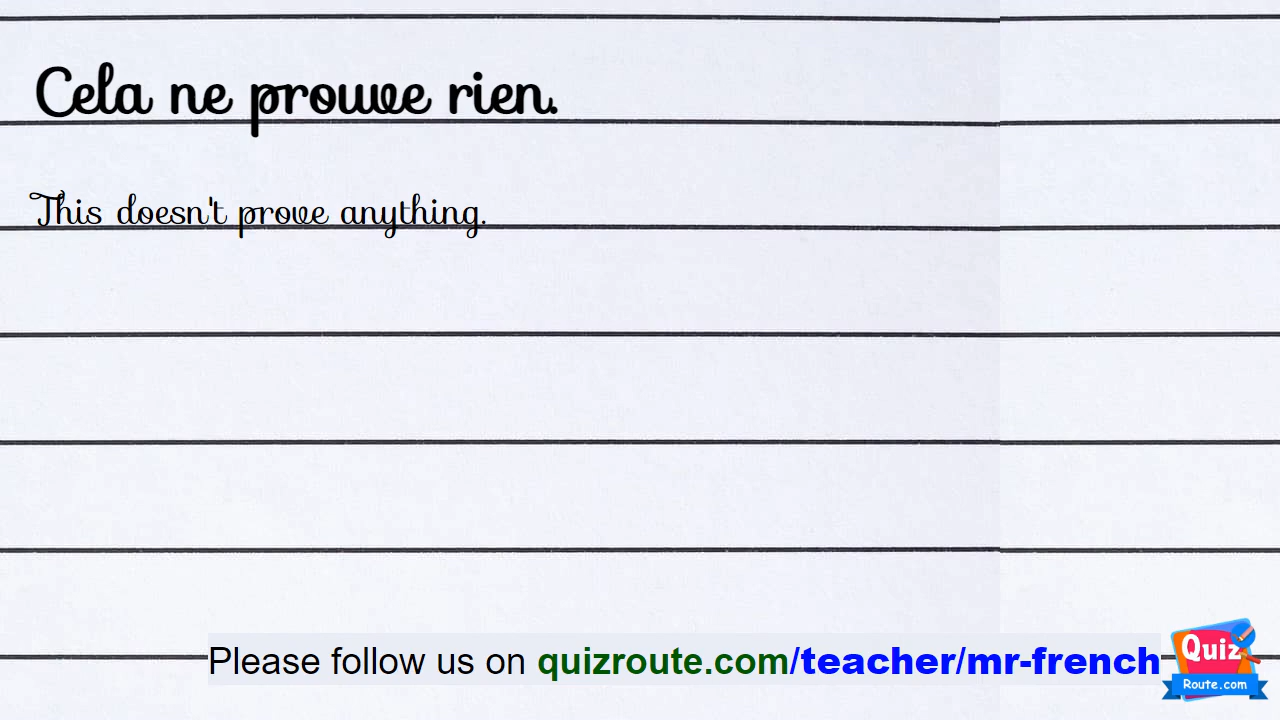 Cela ne prouve rien.
This doesn't prove anything.
Please follow us on quizroute.com/teacher/mr-french
Quiz
Route.com